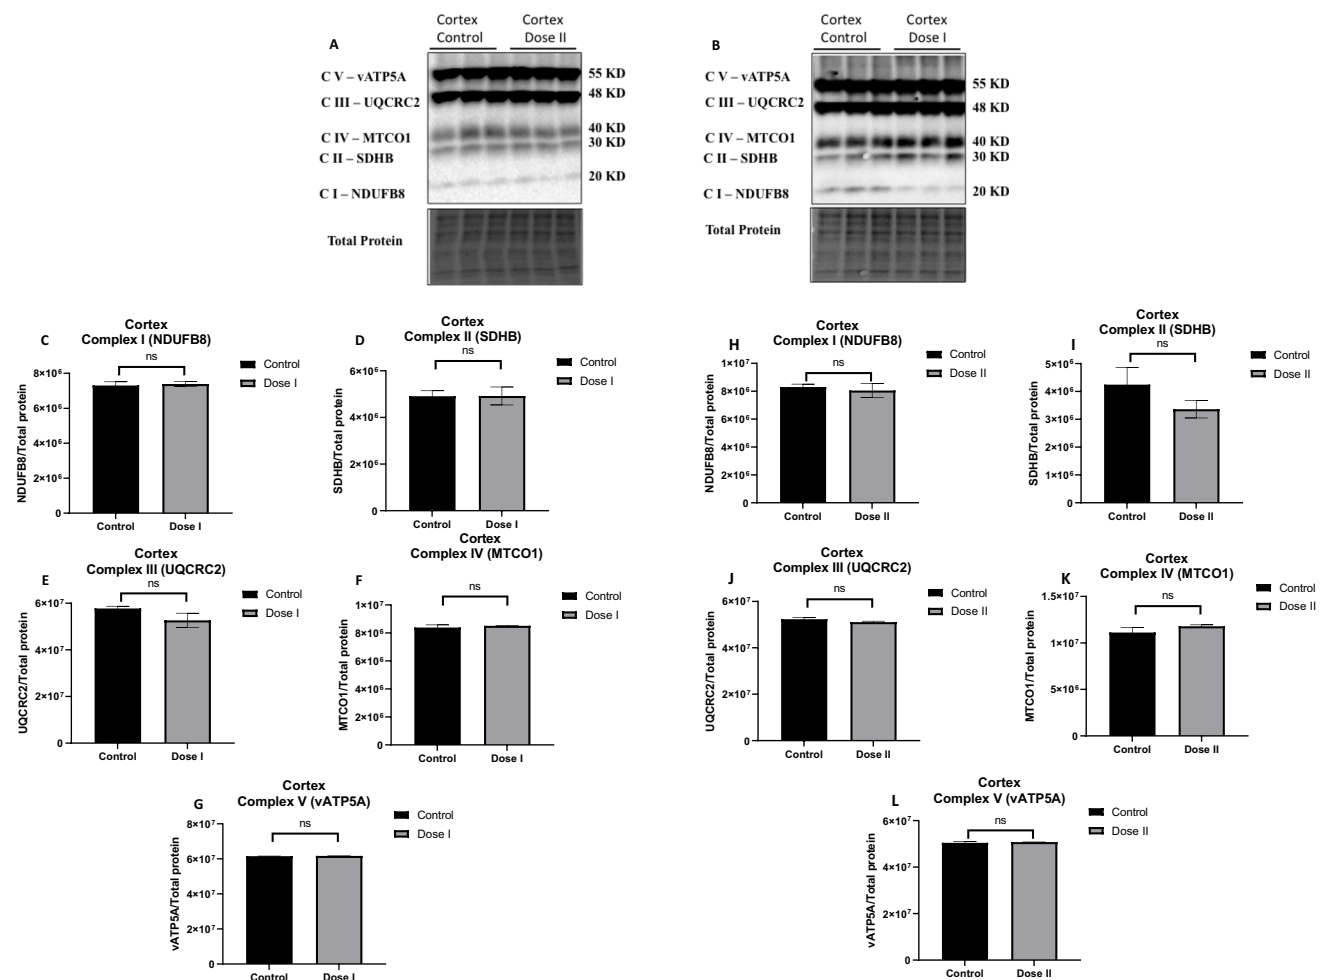 A
Cortex
Control
Cortex
Dose II
C V – vATP5A
C III – UQCRC2
C IV – MTCO1
C II – SDHB
C I – NDUFB8
55 KD
48 KD
40 KD
30 KD
20 KD
Total Protein
B
Cortex
Control
Cortex
Dose I
C V – vATP5A
C III – UQCRC2
C IV – MTCO1
C II – SDHB
C I – NDUFB8
55 KD
48 KD
40 KD
30 KD
20 KD
Total Protein
C
Cortex
Complex I (NDUFB8)
ns
Control
Dose I
NDUFB8/Total protein
8×10⁶
6×10⁶
4×10⁶
2×10⁶
0
Control
Dose I
D
Cortex
Complex II (SDHB)
ns
Control
Dose I
SDHB/Total protein
6×10⁶
4×10⁶
2×10⁶
0
Control
Dose I
H
Cortex
Complex I (NDUFB8)
ns
Control
Dose II
NDUFB8/Total protein
1×10⁷
8×10⁶
6×10⁶
4×10⁶
2×10⁶
0
Control
Dose II
I
Cortex
Complex II (SDHB)
ns
Control
Dose II
SDHB/Total protein
5×10⁶
4×10⁶
3×10⁶
2×10⁶
1×10⁶
0
Control
Dose II
E
Cortex
Complex III (UQCRC2)
ns
Control
Dose I
UQCRC2/Total protein
6×10⁷
4×10⁷
2×10⁷
0
Control
Dose I
F
Cortex
Complex IV (MTCO1)
ns
Control
Dose I
MTCO1/Total protein
1×10⁷
8×10⁶
6×10⁶
4×10⁶
2×10⁶
0
Control
Dose I
J
Cortex
Complex III (UQCRC2)
ns
Control
Dose II
UQCRC2/Total protein
6×10⁷
4×10⁷
2×10⁷
0
Control
Dose II
K
Cortex
Complex IV (MTCO1)
ns
Control
Dose II
MTCO1/Total protein
1.5×10⁷
1×10⁷
5×10⁶
0
Control
Dose II
G
Cortex
Complex V (vATP5A)
ns
Control
Dose I
vATP5A/Total protein
8×10⁷
6×10⁷
4×10⁷
2×10⁷
0
Control
Dose I
L
Cortex
Complex V (vATP5A)
ns
Control
Dose II
vATP5A/Total protein
6×10⁷
4×10⁷
2×10⁷
0
Control
Dose II